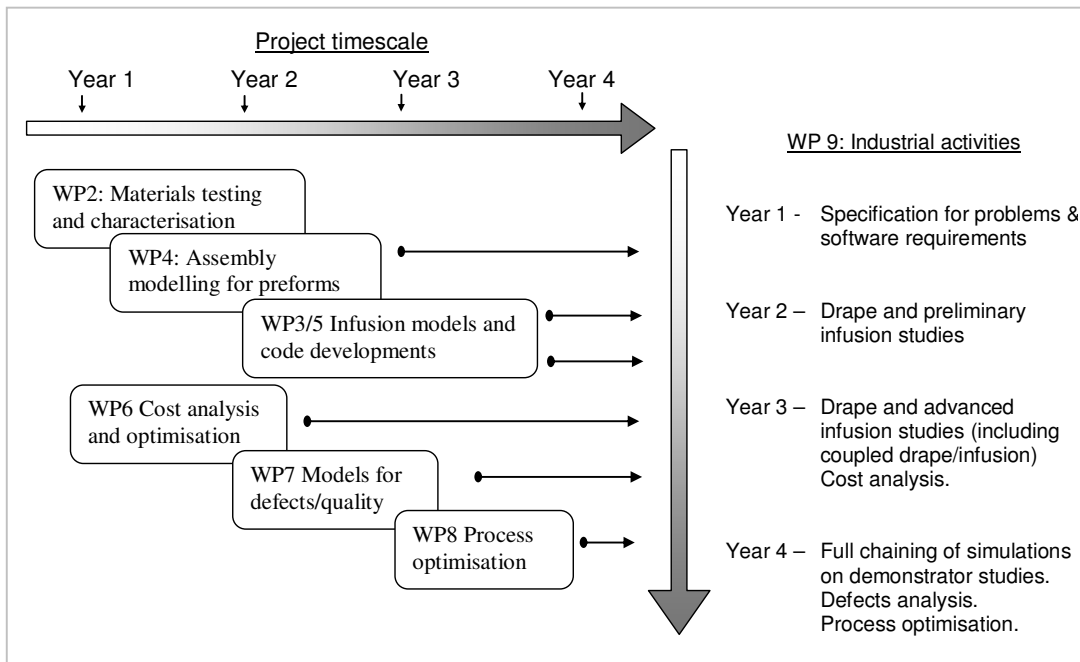 Project timescale
Year 1 Year 2 Year 3 Year 4
WP2: Materials testing
and characterisation
WP4: Assembly
modelling for preforms
WP3/5 Infusion models and
code developments
WP6 Cost analysis
and optimisation
WP7 Models for
defects/quality
WP8 Process
optimisation
WP 9: Industrial activities
Year 1 - Specification for problems &
software requirements
Year 2 – Drape and preliminary
infusion studies
Year 3 – Drape and advanced
infusion studies (including
coupled drape/infusion)
Cost analysis.
Year 4 – Full chaining of simulations
on demonstrator studies.
Defects analysis.
Process optimisation.